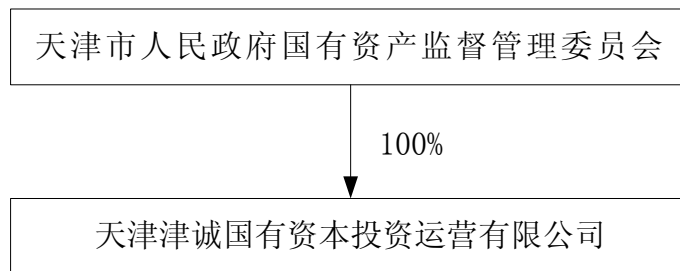 天津市人民政府国有资产监督管理委员会
100%
天津津诚国有资本投资运营有限公司